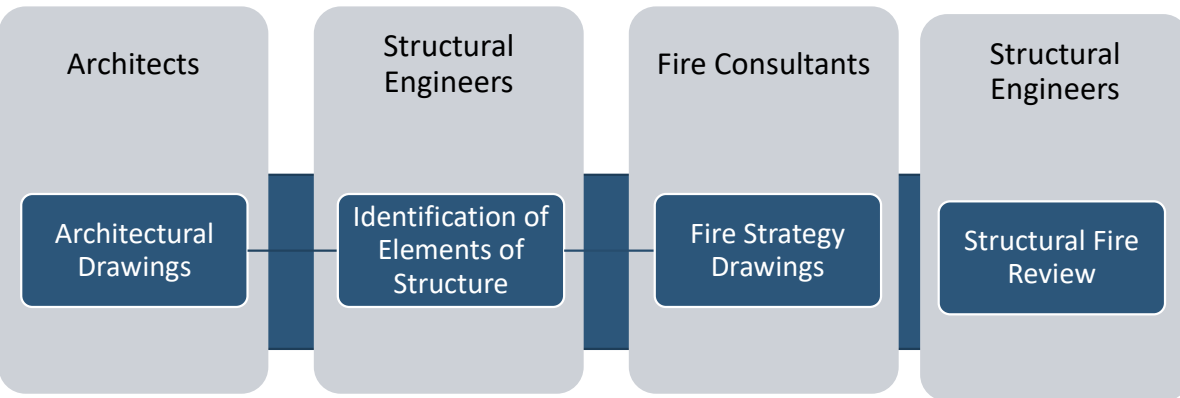 Architects
Architectural
Drawings
Structural
Engineers
Identification of
Elements of
Structure
Fire Consultants
Fire Strategy
Drawings
Structural
Engineers
Structural Fire
Review